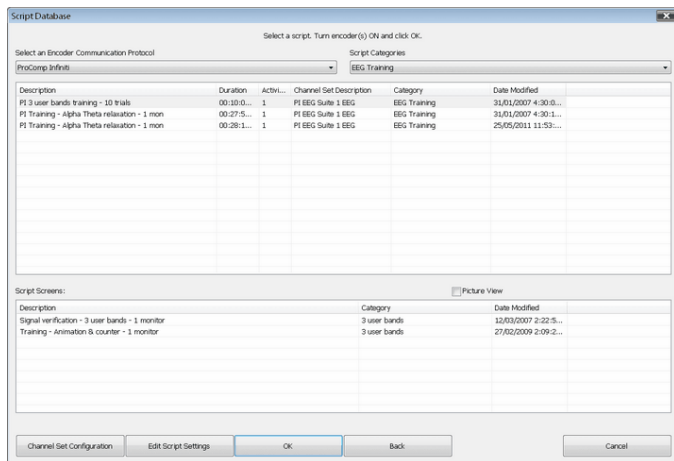 Script Database
Select a script. Turn encoder(s) ON and click OK.
Select an Encoder Communication Protocol Script Categories
ProComp Infiniti EEG Training
Description Duration Activi... Channel Set Description Category Date Modified
PI 3 user bands training - 10 trials 00:10:0... 1 PI EEG Suite 1 EEG EEG Training 31/01/2007 4:30:0...
PI Training - Alpha Theta relaxation - 1 mon 00:27:5... 1 PI EEG Suite 1 EEG EEG Training 31/01/2007 4:30:1...
PI Training - Alpha Theta relaxation - 1 mon 00:28:1... 1 PI EEG Suite 1 EEG EEG Training 25/05/2011 11:53:...
Script Screens: Picture View
Description Category Date Modified
Signal verification - 3 user bands - 1 monitor 3 user bands 12/03/2007 2:22:5...
Training - Animation & counter - 1 monitor 3 user bands 27/02/2009 2:09:2...
Channel Set Configuration Edit Script Settings OK Back Cancel